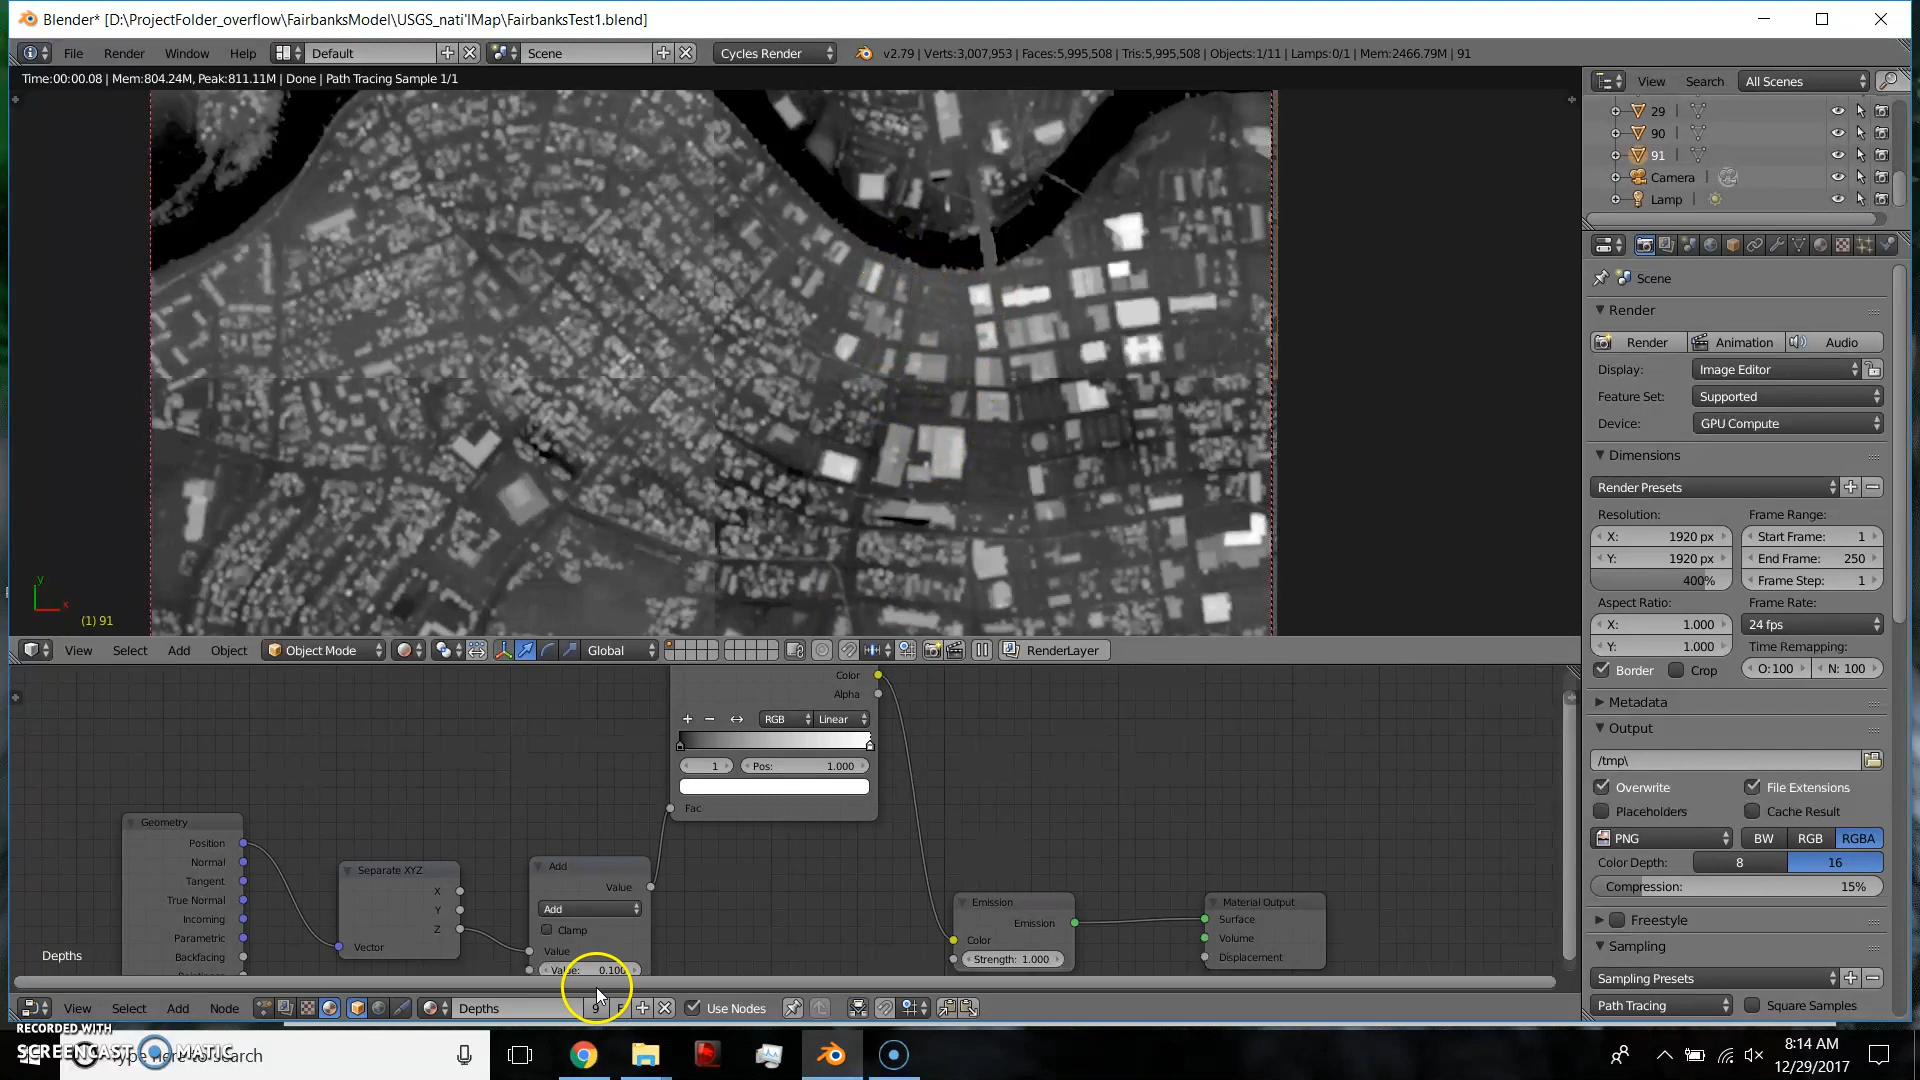 Blender* [D:\ProjectFolder_overflow\FairbanksModel\USGS_nati'lMap\FairbanksTest1.blend]
File Render Window Help Default Scene Cycles Render v2.79 | Verts:3,007,953 | Faces:5,995,508 | Tris:5,995,508 | Objects:1/11 | Lamps:0/1 | Mem:2466.79M | 91
Time:00:00.08 | Mem:804.24M, Peak:811.11M | Done | Path Tracing Sample 1/1
View Search All Scenes
29
90
91
Camera
Lamp
Scene
Render
Render Animation Audio
Display: Image Editor
Feature Set: Supported
Device: GPU Compute
Dimensions
Render Presets
Resolution: Frame Range:
X: 1920 px Start Frame: 1
Y: 1920 px End Frame: 250
400% Frame Step: 1
Aspect Ratio: Frame Rate:
X: 1.000 24 fps
Y: 1.000 Time Remapping:
Border Crop O:100 N: 100
Metadata
Output
/tmp\
Overwrite File Extensions
Placeholders Cache Result
PNG BW RGB RGBA
Color Depth: 8 16
Compression: 15%
Freestyle
Sampling
Sampling Presets
Path Tracing Square Samples
y
x
(1) 91
View Select Add Object Object Mode Global RenderLayer
Color
Alpha
RGB Linear
1 Pos: 1.000
Fac
Geometry
Position
Normal
Tangent
True Normal
Incoming
Parametric
Backfacing
Separate XYZ
X
Y
Z
Vector
Add
Value
Add
Clamp
Value
Value: 0.100
Emission
Emission
Color
Strength: 1.000
Material Output
Surface
Volume
Displacement
Depths
View Select Add Node Depths 9 F Use Nodes
RECORDED WITH
SCREENCAST MATIC
Type here to search
8:14 AM
12/29/2017